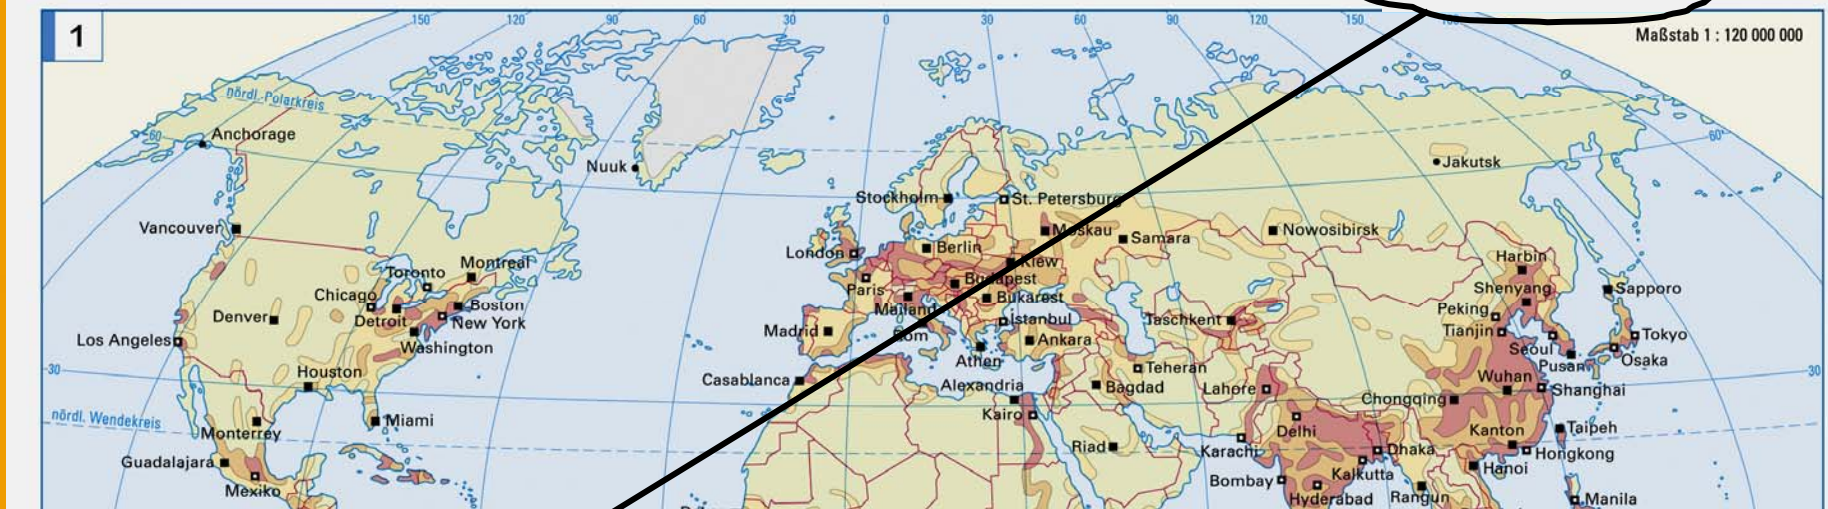 1
150 120 90 60 30 0 30 60 90 120 150
Maßstab 1 : 120 000 000
nördl. Polarkreis
60
Anchorage
60
Nuuk
Jakutsk
Stockholm
St. Petersburg
Vancouver
Moskau
Samara
Nowosibirsk
London
Berlin
Kiew
Harbin
Toronto
Montreal
Paris
Budapest
Shenyang
Sapporo
Chicago
Boston
Mailand
Bukarest
Peking
Denver
Detroit
New York
Istanbul
Taschkent
Tianjin
Tokyo
Los Angeles
Washington
Madrid
Rom
Ankara
Seoul
Osaka
Athen
Pusan
30
Houston
Teheran
30
Casablanca
Alexandria
Bagdad
Lahore
Wuhan
Shanghai
Chongqing
nördl. Wendekreis
Miami
Kairo
Monterrey
Delhi
Kanton
Taipeh
Riad
Karachi
Dhaka
Hongkong
Guadalajara
Kalkutta
Hanoi
Mexiko
Bombay
Hyderabad
Rangun
Manila